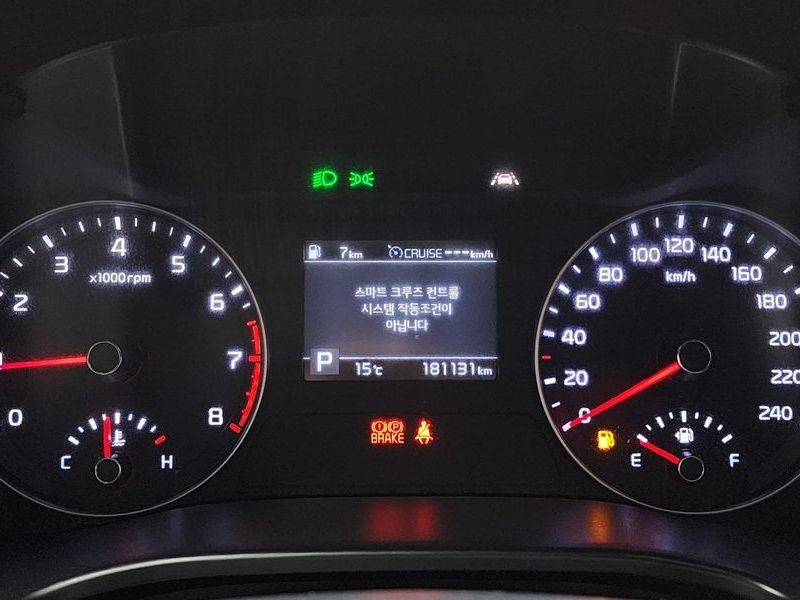 7km CRUISE ---km/h
스마트 크루즈 컨트롤
시스템 작동조건이
아닙니다
P 15℃ 181131km
0 2 3 4 5 6 7 8
x1000rpm
C H
BRAKE
0 20 40 60 80 100 120 140 160 180 200 220 240
km/h
E F